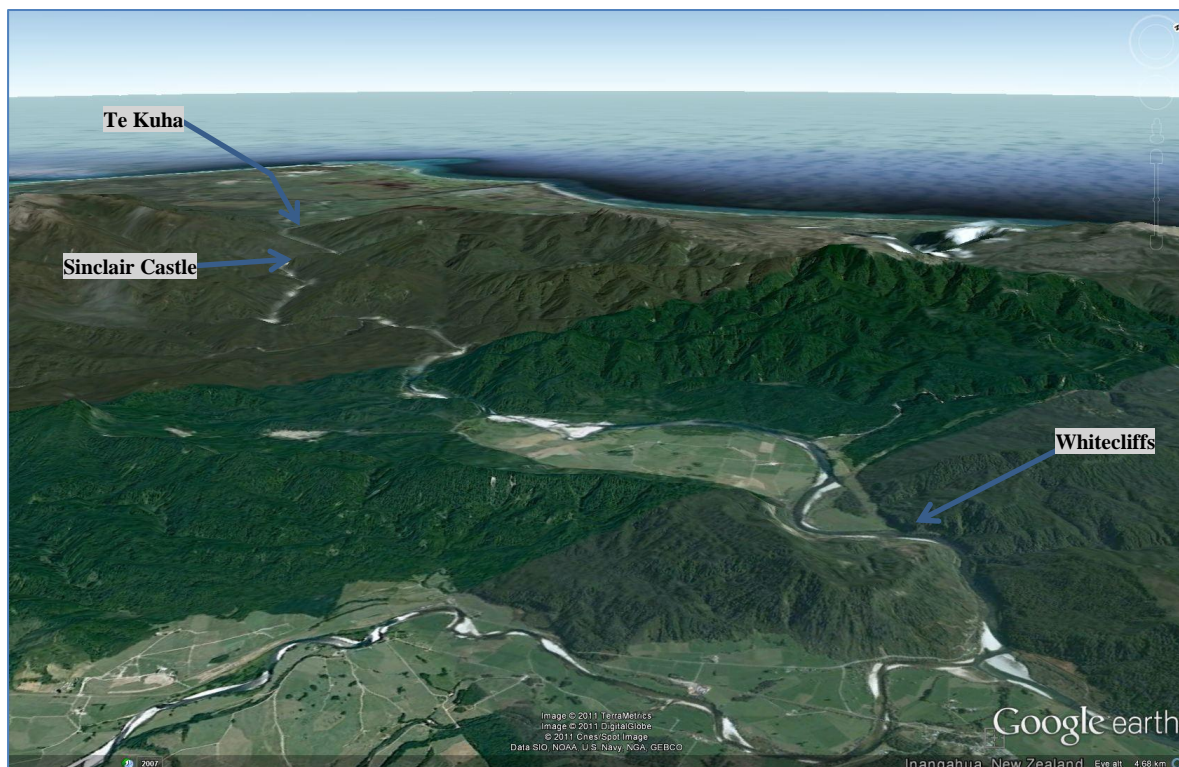 Te Kuha
Sinclair Castle
Whitecliffs
Image © 2011 TerraMetrics
Image © 2011 DigitalGlobe
© 2011 Cnes/Spot Image
Data SIO, NOAA, U.S. Navy, NGA, GEBCO
Google earth
2007
Inangahua, New Zealand
Eye alt 4.68 km